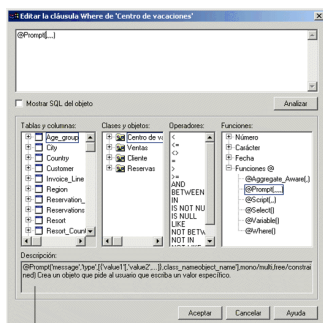 Editar la cláusula Where de 'Centro de vacaciones'
@Prompt(,,,,)
Mostrar SQL del objeto
Analizar
Tablas y columnas:
Clases y objetos:
Operadores:
Funciones:
Age_group
City
Country
Customer
Invoice_Line
Region
Reservation_
Reservations
Resort
Resort_Count
Centro de va
Ventas
Cliente
Reservas
<
<=
<>
=
>
>=
AND
BETWEEN
IN
IS NOT NU
IS NULL
LIKE
NOT BETW
NOT IN
Número
Carácter
Fecha
Funciones @
@Aggregate_Aware(,)
@Prompt(,,,,)
@Script(,,)
@Select()
@Variable()
@Where()
Descripción:
@Prompt('message','type',[{'value1'[,'value2',...]},class_name\object_name'],mono/multi,free/constrai
ned) Crea un objeto que pide al usuario que escriba un valor específico.
Aceptar
Cancelar
Ayuda